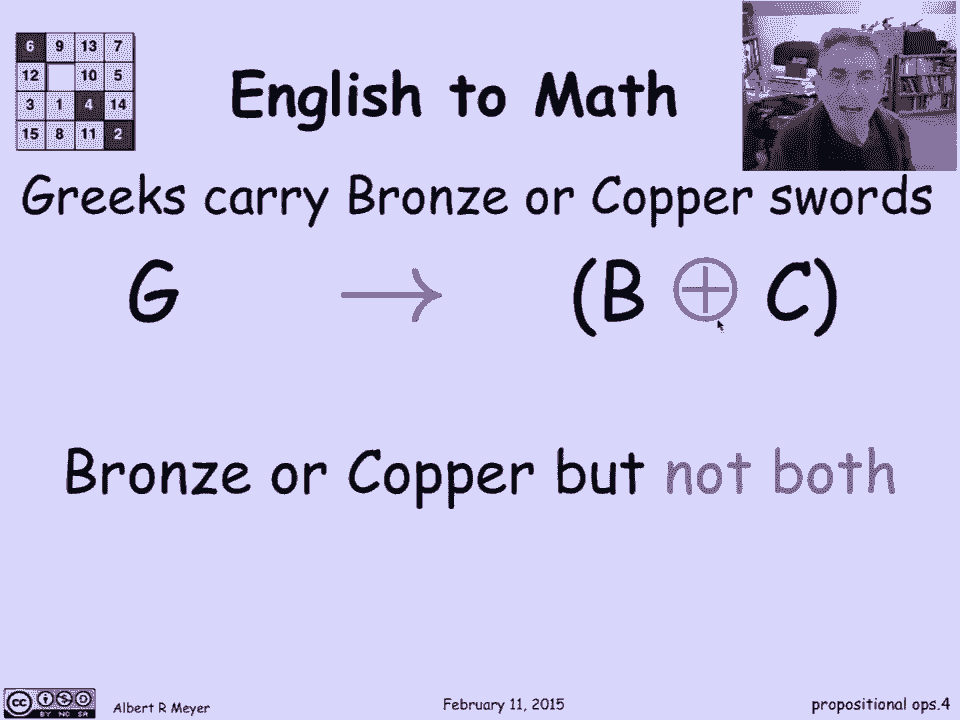 6 9 13 7
12 10 5
3 1 4 14
15 8 11 2
English to Math
Greeks carry Bronze or Copper swords
G → (B ⊕ C)
Bronze or Copper but not both
cc BY NC SA
Albert R Meyer
February 11, 2015
propositional ops.4